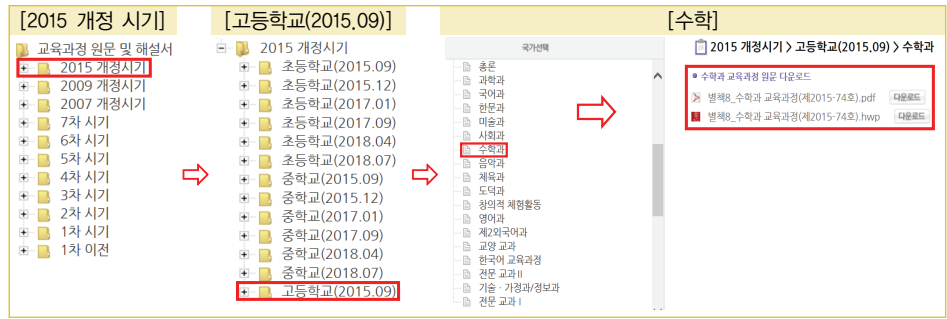 [2015 개정 시기]
교육과정 원문 및 해설서
2015 개정시기
2009 개정시기
2007 개정시기
7차 시기
6차 시기
5차 시기
4차 시기
3차 시기
2차 시기
1차 시기
1차 이전
[고등학교(2015.09)]
2015 개정시기
초등학교(2015.09)
초등학교(2015.12)
초등학교(2017.01)
초등학교(2017.09)
초등학교(2018.04)
초등학교(2018.07)
중학교(2015.09)
중학교(2015.12)
중학교(2017.01)
중학교(2017.09)
중학교(2018.04)
중학교(2018.07)
고등학교(2015.09)
[수학]
국가선택
총론
과학과
국어과
한문과
미술과
사회과
수학과
음악과
체육과
도덕과
창의적 체험활동
영어과
제2외국어과
교양 교과
한국어 교육과정
전문 교과 II
기술 · 가정과/정보과
전문 교과 I
2015 개정시기 > 고등학교(2015.09) > 수학과
수학과 교육과정 원문 다운로드
별책8_수학과 교육과정(제2015-74호).pdf 다운로드
별책8_수학과 교육과정(제2015-74호).hwp 다운로드